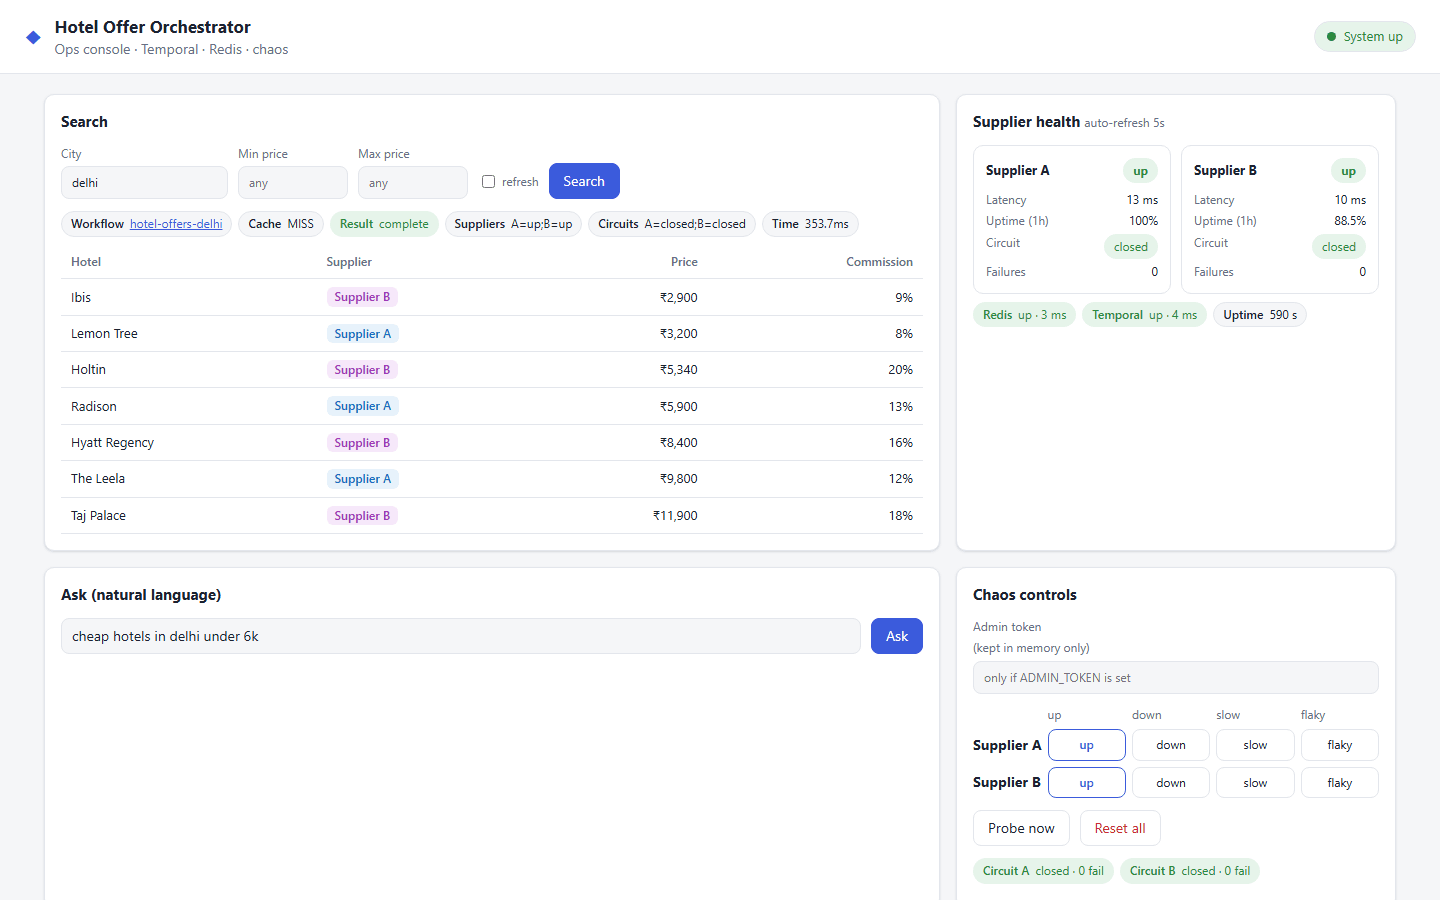 Hotel Offer Orchestrator
Ops console · Temporal · Redis · chaos
System up
Search
City
Min price
Max price
delhi
any
any
refresh
Search
Workflow hotel-offers-delhi
Cache MISS
Result complete
Suppliers A=up;B=up
Circuits A=closed;B=closed
Time 353.7ms
Hotel Supplier Price Commission
Ibis Supplier B ₹2,900 9%
Lemon Tree Supplier A ₹3,200 8%
Holtin Supplier B ₹5,340 20%
Radison Supplier A ₹5,900 13%
Hyatt Regency Supplier B ₹8,400 16%
The Leela Supplier A ₹9,800 12%
Taj Palace Supplier B ₹11,900 18%
Supplier health auto-refresh 5s
Supplier A up
Latency 13 ms
Uptime (1h) 100%
Circuit closed
Failures 0
Supplier B up
Latency 10 ms
Uptime (1h) 88.5%
Circuit closed
Failures 0
Redis up · 3 ms
Temporal up · 4 ms
Uptime 590 s
Ask (natural language)
cheap hotels in delhi under 6k
Ask
Chaos controls
Admin token
(kept in memory only)
only if ADMIN_TOKEN is set
up down slow flaky
Supplier A up down slow flaky
Supplier B up down slow flaky
Probe now
Reset all
Circuit A closed · 0 fail
Circuit B closed · 0 fail